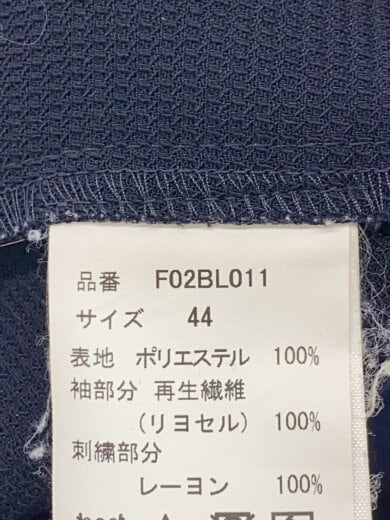 品番 F02BL011
サイズ 44
表地 ポリエステル 100%
袖部分 再生繊維
(リヨセル) 100%
刺繍部分
レーヨン 100%